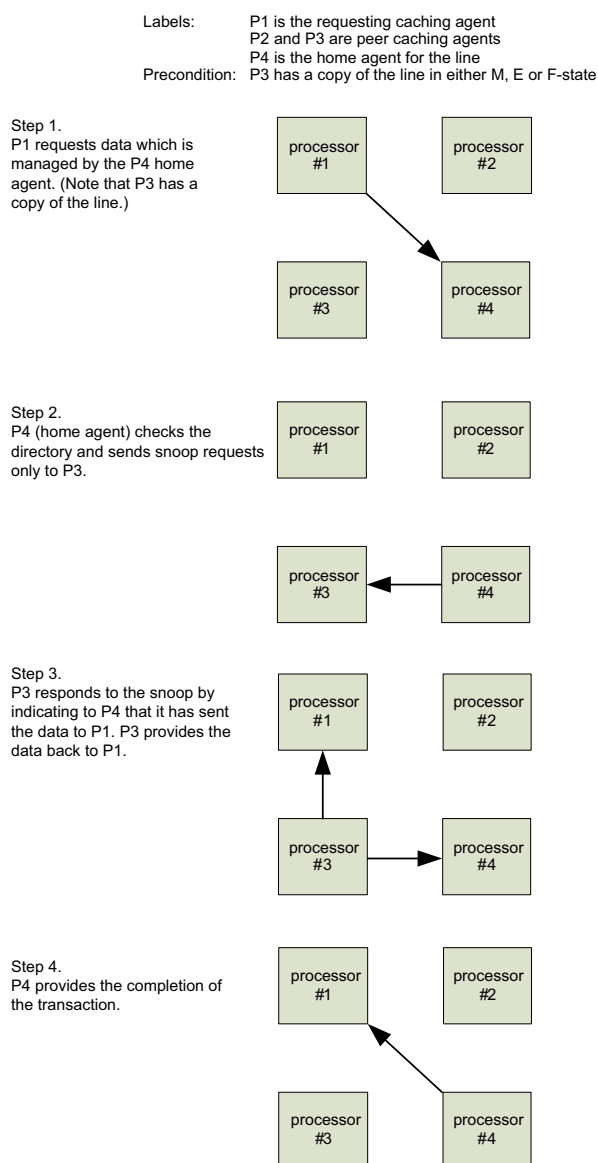 Labels: P1 is the requesting caching agent
P2 and P3 are peer caching agents
P4 is the home agent for the line
Precondition: P3 has a copy of the line in either M, E or F-state
Step 1.
P1 requests data which is
managed by the P4 home
agent. (Note that P3 has a
copy of the line.)
processor
#1
processor
#2
processor
#3
processor
#4
Step 2.
P4 (home agent) checks the
directory and sends snoop requests
only to P3.
processor
#1
processor
#2
processor
#3
processor
#4
Step 3.
P3 responds to the snoop by
indicating to P4 that it has sent
the data to P1. P3 provides the
data back to P1.
processor
#1
processor
#2
processor
#3
processor
#4
Step 4.
P4 provides the completion of
the transaction.
processor
#1
processor
#2
processor
#3
processor
#4